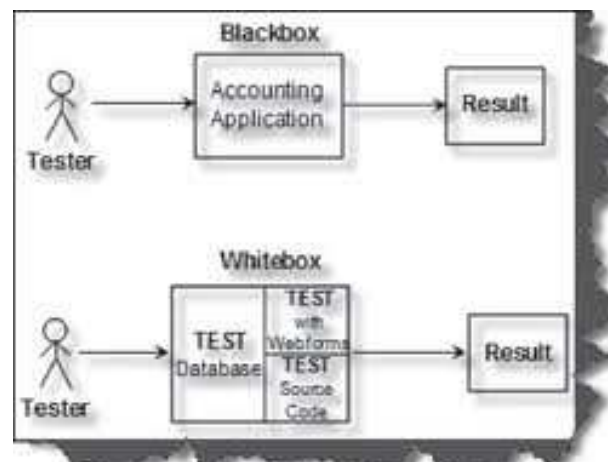 Blackbox
Accounting
Application
Result
Tester
Whitebox
TEST
Database
TEST
with
Webforms
TEST
Source
Code
Result
Tester